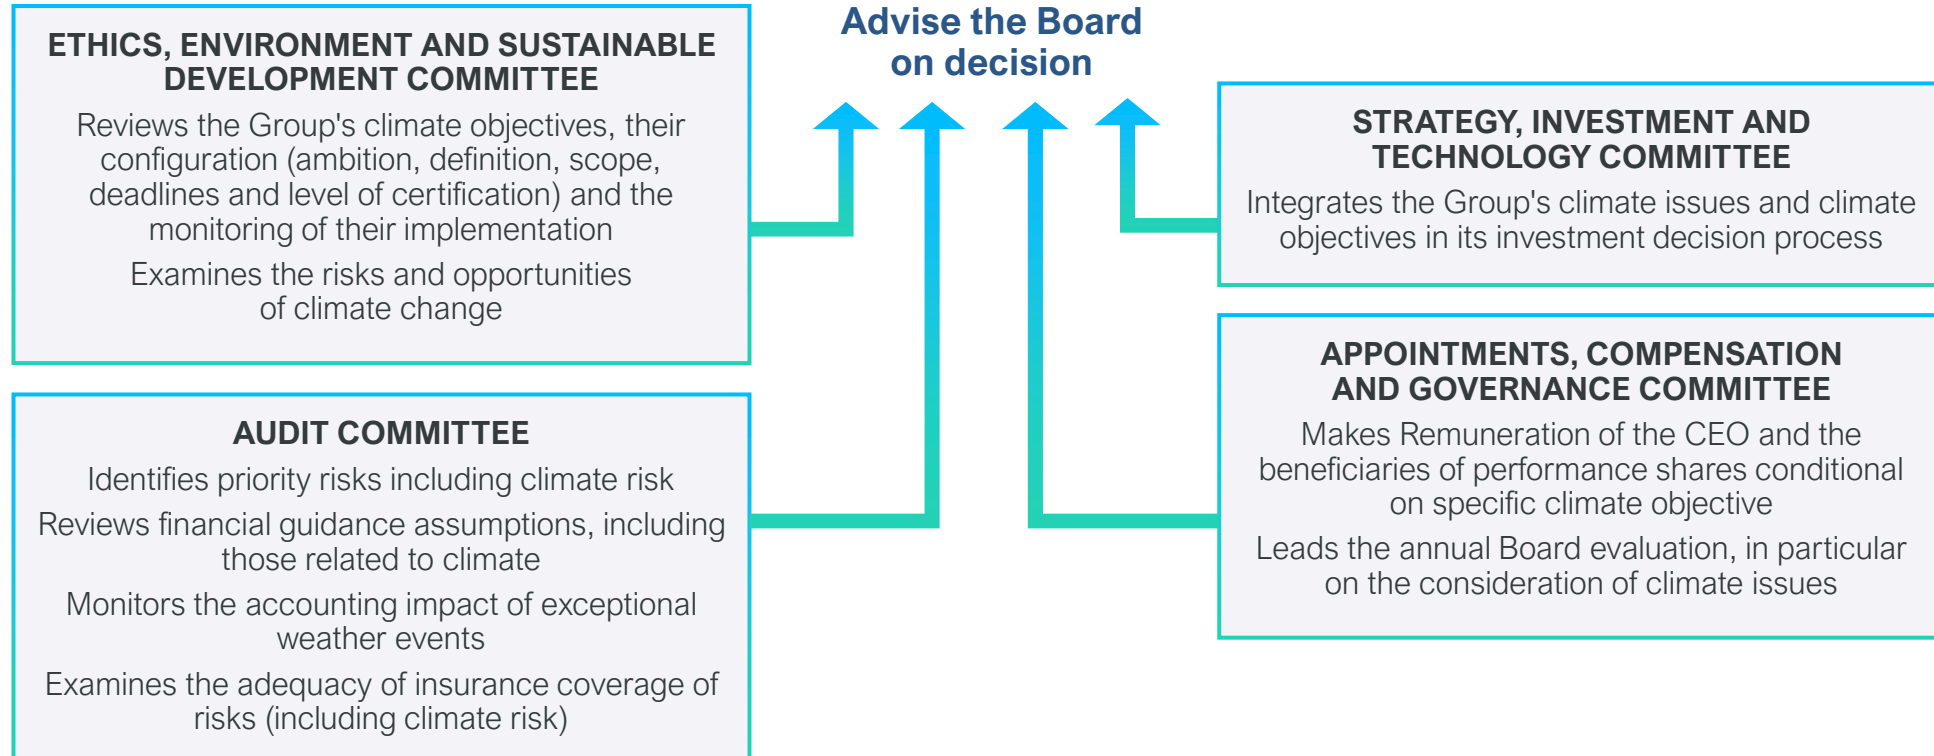 ETHICS, ENVIRONMENT AND SUSTAINABLE
DEVELOPMENT COMMITTEE
Reviews the Group's climate objectives, their
configuration (ambition, definition, scope,
deadlines and level of certification) and the
monitoring of their implementation
Examines the risks and opportunities
of climate change
AUDIT COMMITTEE
Identifies priority risks including climate risk
Reviews financial guidance assumptions, including
those related to climate
Monitors the accounting impact of exceptional
weather events
Examines the adequacy of insurance coverage of
risks (including climate risk)
Advise the Board
on decision
STRATEGY, INVESTMENT AND
TECHNOLOGY COMMITTEE
Integrates the Group's climate issues and climate
objectives in its investment decision process
APPOINTMENTS, COMPENSATION
AND GOVERNANCE COMMITTEE
Makes Remuneration of the CEO and the
beneficiaries of performance shares conditional
on specific climate objective
Leads the annual Board evaluation, in particular
on the consideration of climate issues